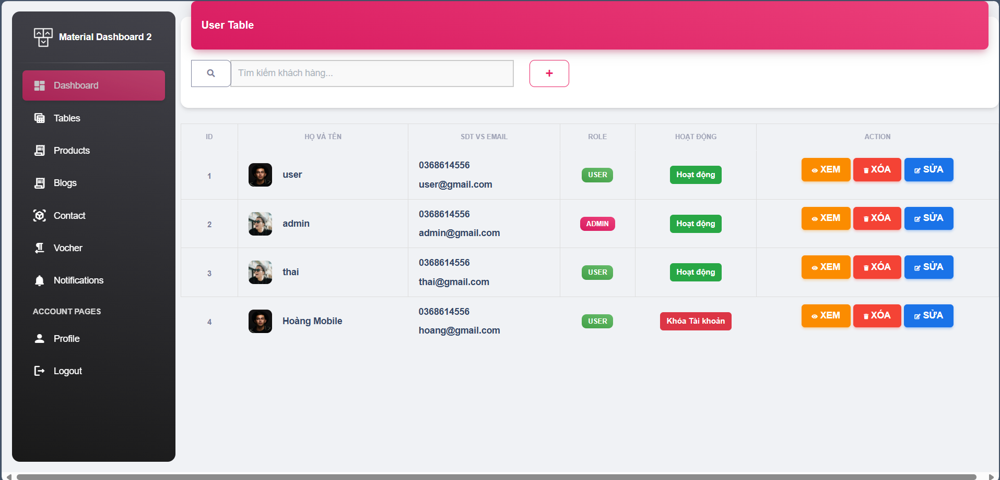 Material Dashboard 2
Dashboard
Tables
Products
Blogs
Contact
Vocher
Notifications
ACCOUNT PAGES
Profile
Logout
User Table
Tìm kiếm khách hàng...
+
ID HỌ VÀ TÊN SDT VS EMAIL ROLE HOẠT ĐỘNG ACTION
1 user 0368614556 USER Hoạt động XEM XÓA SỬA
user@gmail.com
2 admin 0368614556 ADMIN Hoạt động XEM XÓA SỬA
admin@gmail.com
3 thai 0368614556 USER Hoạt động XEM XÓA SỬA
thai@gmail.com
4 Hoàng Mobile 0368614556 USER Khóa Tài khoản XEM XÓA SỬA
hoang@gmail.com